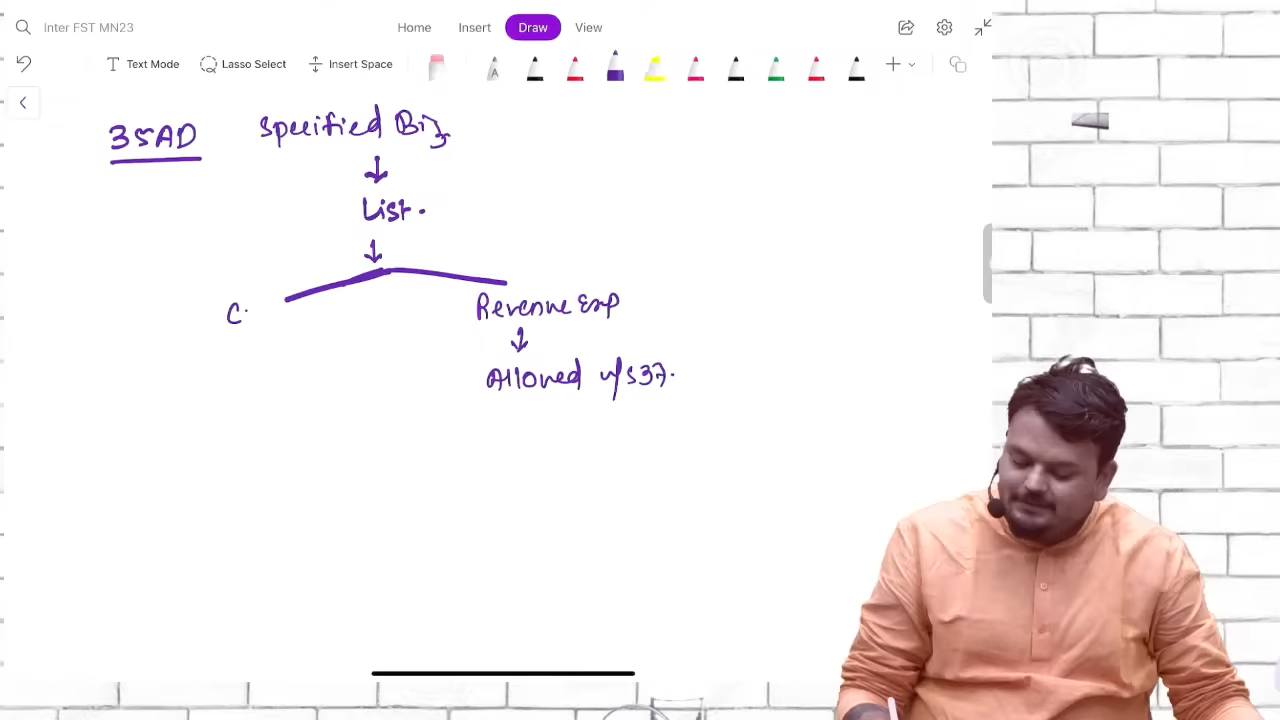 Inter FST MN23
Home Insert Draw View
Text Mode Lasso Select Insert Space
A
35AD Specified Biz
List.
C. Revenue Exp
Allowed u/s 37.